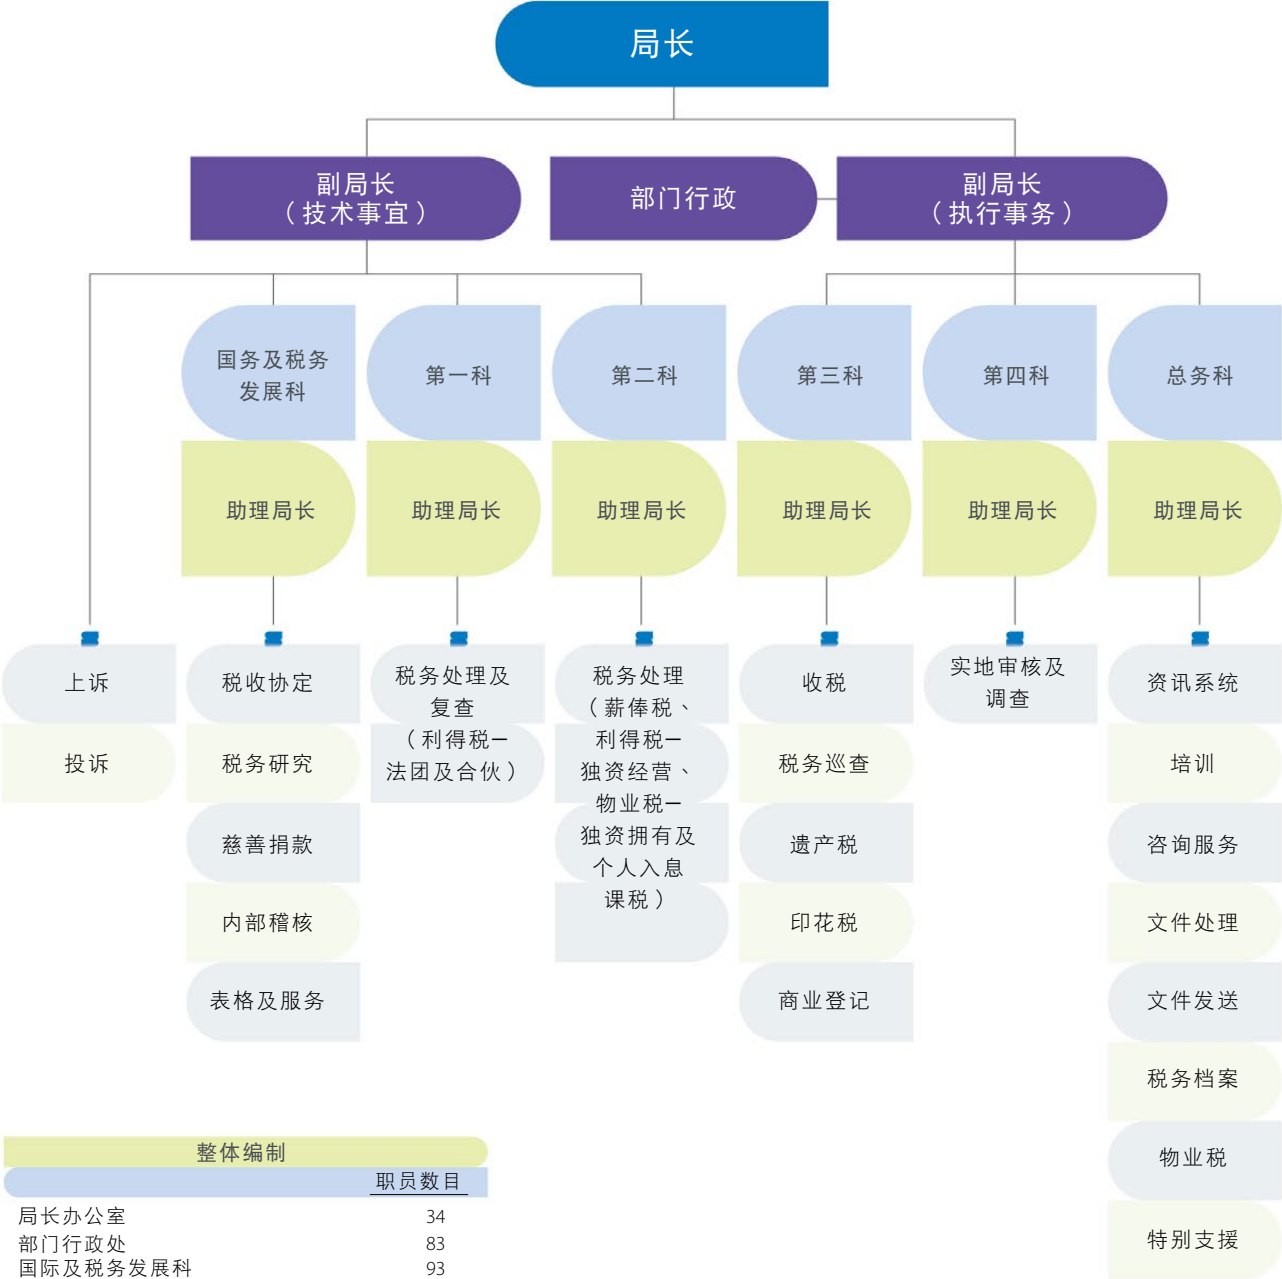 局长
副局长
（技术事宜）
部门行政
副局长
（执行事务）
国务及税务
发展科
第一科
第二科
第三科
第四科
总务科
助理局长
助理局长
助理局长
助理局长
助理局长
助理局长
上诉
投诉
税收协定
税务研究
慈善捐款
内部稽核
表格及服务
税务处理及
复查
（利得税─
法团及合伙）
税务处理
（薪俸税、
利得税─
独资经营、
物业税─
独资拥有及
个人入息
课税）
收税
税务巡查
遗产税
印花税
商业登记
实地审核及
调查
资讯系统
培训
咨询服务
文件处理
文件发送
税务档案
物业税
特别支援
整体编制
职员数目
局长办公室 34
部门行政处 83
国际及税务发展科 93